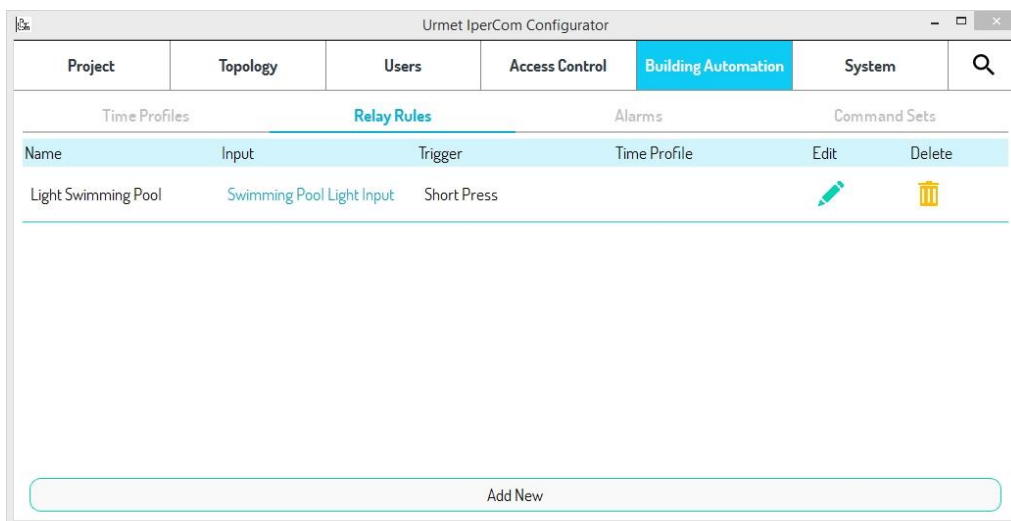 Urmet IperCom Configurator
Project Topology Users Access Control Building Automation System
Time Profiles Relay Rules Alarms Command Sets
Name Input Trigger Time Profile Edit Delete
Light Swimming Pool Swimming Pool Light Input Short Press
Add New